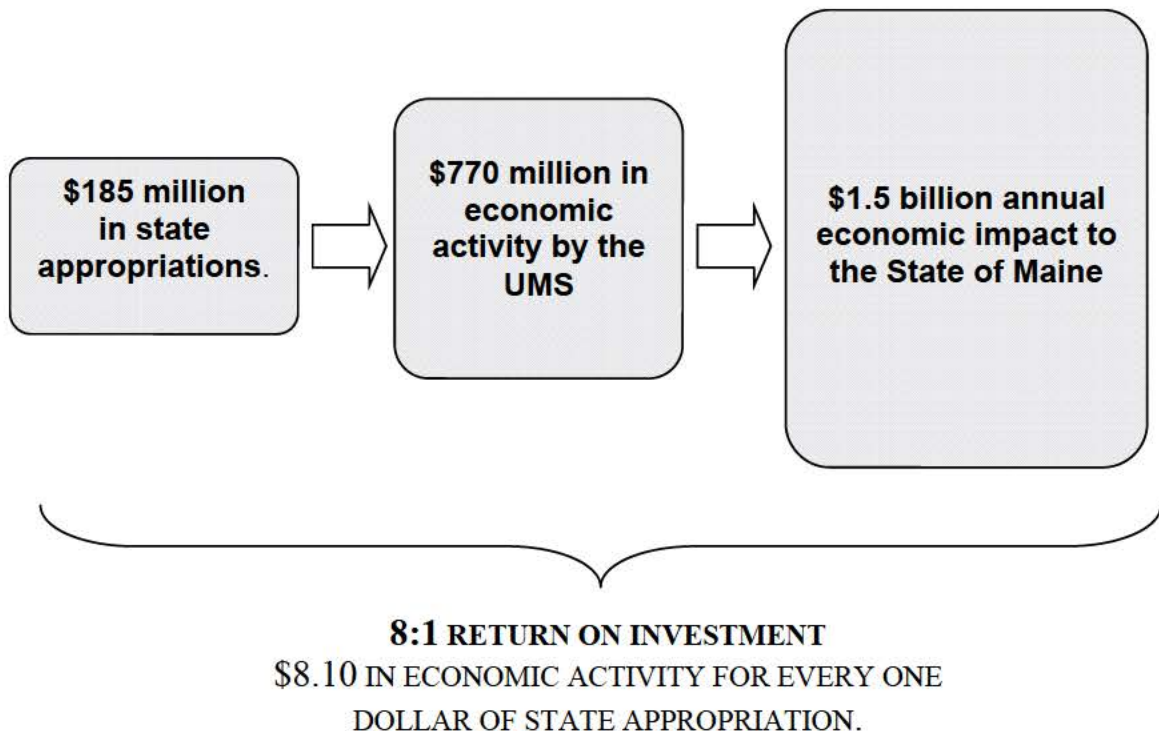 $185 million
in state
appropriations.
$770 million in
economic
activity by the
UMS
$1.5 billion annual
economic impact to
the State of Maine
8:1 RETURN ON INVESTMENT
$8.10 IN ECONOMIC ACTIVITY FOR EVERY ONE
DOLLAR OF STATE APPROPRIATION.